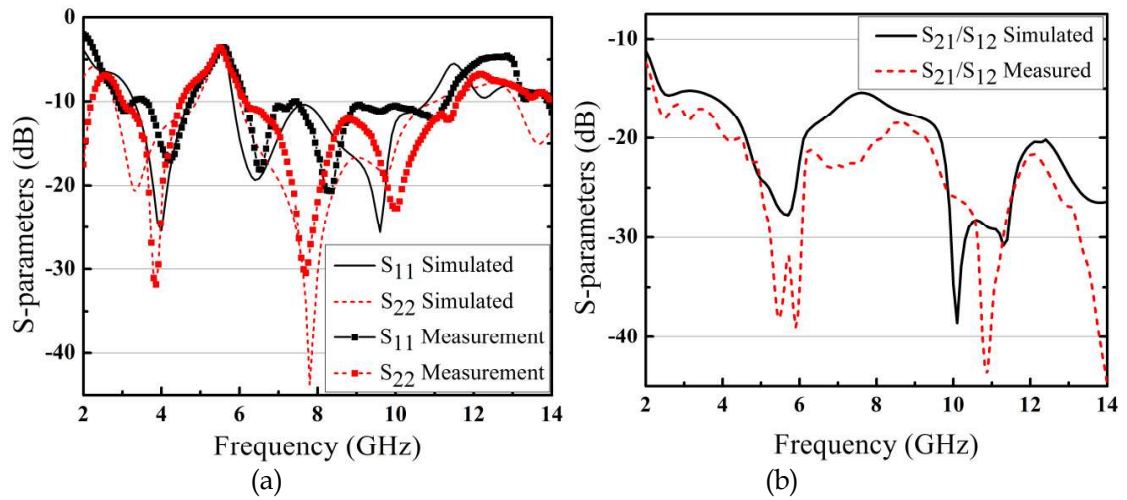 0
-10
-20
-30
-40
S-parameters (dB)
S11 Simulated
S22 Simulated
S11 Measurement
S22 Measurement
2 4 6 8 10 12 14
Frequency (GHz)
(a)
-10
-20
-30
-40
S-parameters (dB)
S21/S12 Simulated
S21/S12 Measured
2 4 6 8 10 12 14
Frequency (GHz)
(b)